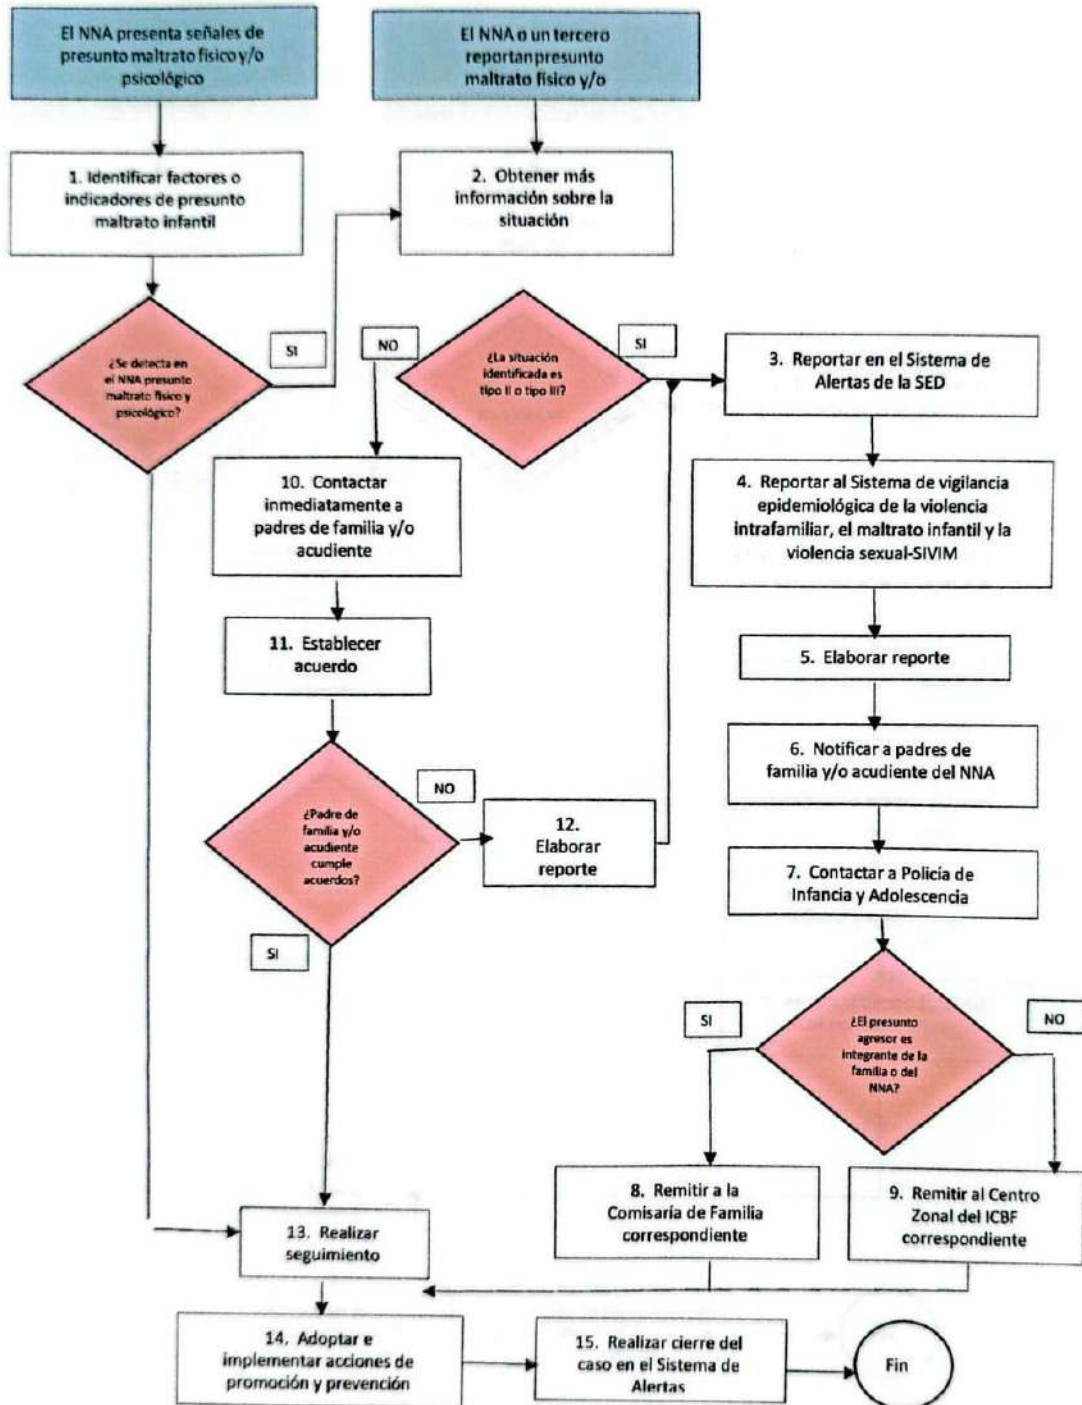 El NNA presenta señales de
presunto maltrato físico y/o
psicológico
El NNA o un tercero
reportan presunto
maltrato físico y/o
1. Identificar factores o
indicadores de presunto
maltrato infantil
2. Obtener más
información sobre la
situación
¿Se detecta en
el NNA presunto
maltrato físico y
psicológico?
SI
NO
¿La situación
identificada es
tipo II o tipo III?
SI
3. Reportar en el Sistema de
Alertas de la SED
10. Contactar
inmediatamente a
padres de familia y/o
acudiente
4. Reportar al Sistema de vigilancia
epidemiológica de la violencia
intrafamiliar, el maltrato infantil y la
violencia sexual-SIVIM
11. Establecer
acuerdo
5. Elaborar reporte
6. Notificar a padres de
familia y/o acudiente del NNA
¿Padre de
familia y/o
acudiente
cumple
acuerdos?
NO
12.
Elaborar
reporte
7. Contactar a Policía de
Infancia y Adolescencia
SI
SI
¿El presunto
agresor es
integrante de la
familia o del
NNA?
NO
8. Remitir a la
Comisaría de Familia
correspondiente
9. Remitir al Centro
Zonal del ICBF
correspondiente
13. Realizar
seguimiento
14. Adoptar e
implementar acciones de
promoción y prevención
15. Realizar cierre del
caso en el Sistema de
Alertas
Fin